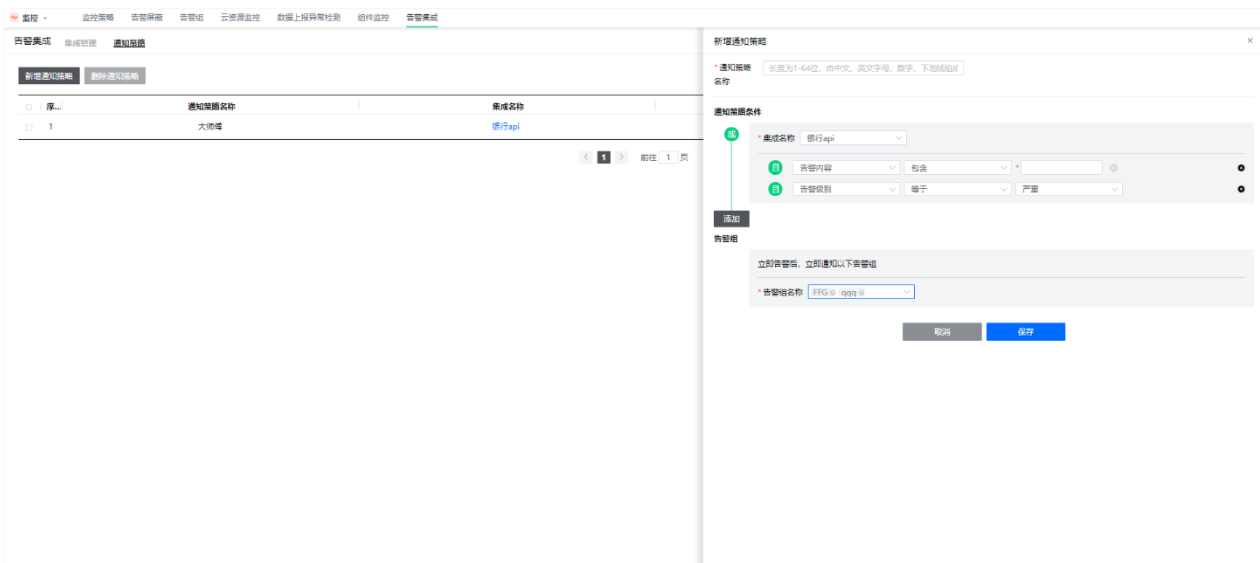 监控
监控策略 告警屏蔽 告警组 云资源监控 数据上报异常检测 组件监控 告警集成
告警集成 集成管理 通知策略
新增通知策略 删除通知策略
序... 通知策略名称 集成名称
1 大师傅 银行api
1 前往 1 页
新增通知策略
* 通知策略名称 长度为1-64位，由中文、英文字母、数字、下划线组成
通知策略条件
或 * 集成名称 银行api
且 告警内容 包含 *
且 告警级别 等于 严重
添加
告警组
立即告警后，立即通知以下告警组
* 告警组名称 FFG qqq
取消 保存